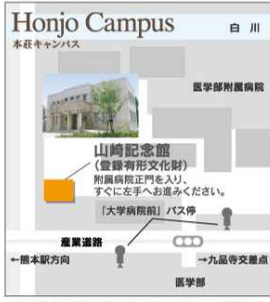 Honjo Campus
本荘キャンパス
白 川
医学部附属病院
山崎記念館
(登録有形文化財)
附属病院正門を入り、
すぐに左手へお進みください。
「大学病院前」バス停
産業道路
←熊本駅方向
→九品寺交差点
医学部